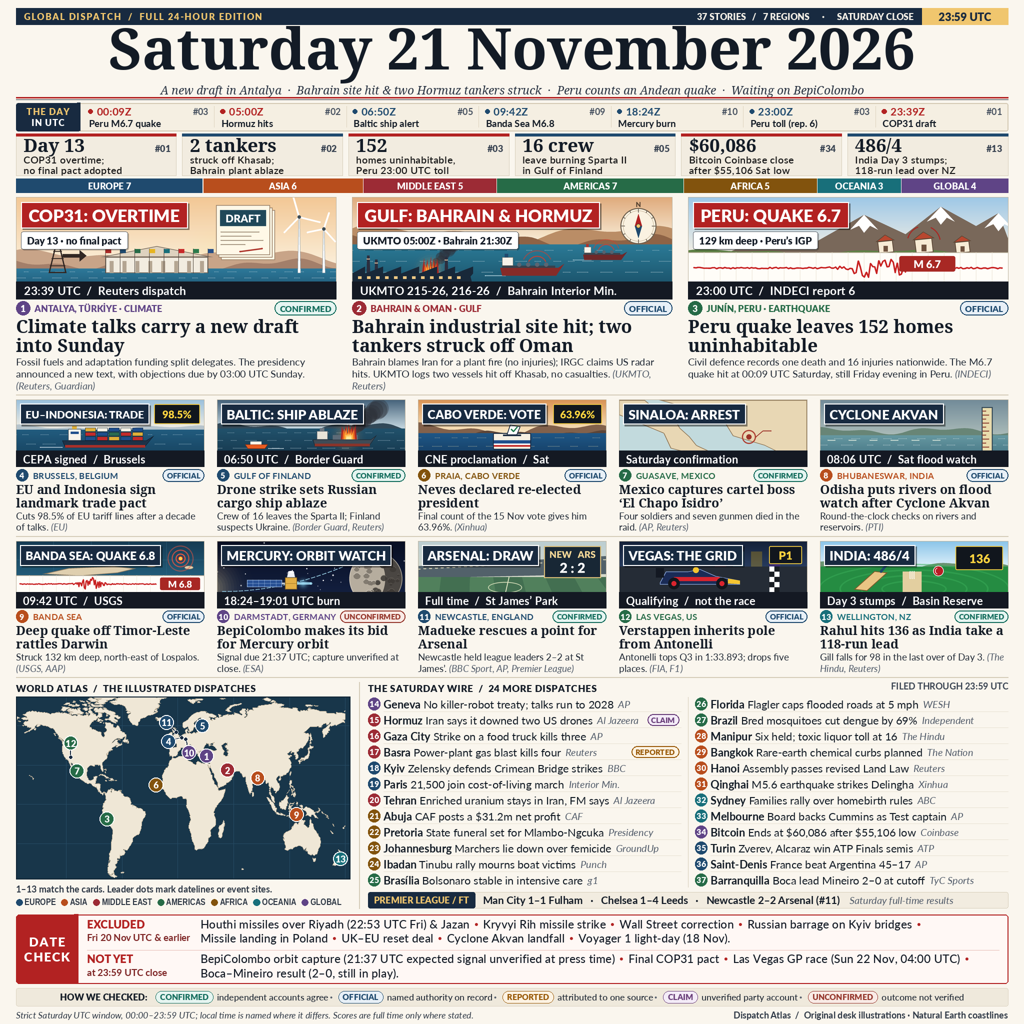 GLOBAL DISPATCH / FULL 24-HOUR EDITION
37 STORIES / 7 REGIONS · SATURDAY CLOSE
23:59 UTC
Saturday 21 November 2026
A new draft in Antalya · Bahrain site hit & two Hormuz tankers struck · Peru counts an Andean quake · Waiting on BepiColombo
THE DAY
IN UTC
00:09Z #03
Peru M6.7 quake
05:00Z #02
Hormuz hits
06:50Z #05
Baltic ship alert
09:42Z #09
Banda Sea M6.8
18:24Z #10
Mercury burn
23:00Z #03
Peru toll (rep. 6)
23:39Z #01
COP31 draft
Day 13 #01
COP31 overtime;
no final pact adopted
2 tankers #02
struck off Khasab;
Bahrain plant ablaze
152 #03
homes uninhabitable,
Peru 23:00 UTC toll
16 crew #05
leave burning Sparta II
in Gulf of Finland
$60,086 #34
Bitcoin Coinbase close
after $55,106 Sat low
486/4 #13
India Day 3 stumps;
118-run lead over NZ
EUROPE 7
ASIA 6
MIDDLE EAST 5
AMERICAS 7
AFRICA 5
OCEANIA 3
GLOBAL 4
COP31: OVERTIME
DRAFT
Day 13 · no final pact
23:39 UTC / Reuters dispatch
1 ANTALYA, TÜRKİYE · CLIMATE CONFIRMED
Climate talks carry a new draft
into Sunday
Fossil fuels and adaptation funding split delegates. The presidency
announced a new text, with objections due by 03:00 UTC Sunday.
(Reuters, Guardian)
GULF: BAHRAIN & HORMUZ
N
UKMTO 05:00Z · Bahrain 21:30Z
UKMTO 215-26, 216-26 / Bahrain Interior Min.
2 BAHRAIN & OMAN · GULF OFFICIAL
Bahrain industrial site hit; two
tankers struck off Oman
Bahrain blames Iran for a plant fire (no injuries); IRGC claims US radar
hits. UKMTO logs two vessels hit off Khasab, no casualties. (UKMTO,
Reuters)
PERU: QUAKE 6.7
129 km deep · Peru's IGP
M 6.7
23:00 UTC / INDECI report 6
3 JUNÍN, PERU · EARTHQUAKE OFFICIAL
Peru quake leaves 152 homes
uninhabitable
Civil defence records one death and 16 injuries nationwide. The M6.7
quake hit at 00:09 UTC Saturday, still Friday evening in Peru. (INDECI)
EU–INDONESIA: TRADE 98.5%
CEPA signed / Brussels
4 BRUSSELS, BELGIUM OFFICIAL
EU and Indonesia sign
landmark trade pact
Cuts 98.5% of EU tariff lines after a decade
of talks. (EU)
BALTIC: SHIP ABLAZE
06:50 UTC / Border Guard
5 GULF OF FINLAND CONFIRMED
Drone strike sets Russian
cargo ship ablaze
Crew of 16 leaves the Sparta II; Finland
suspects Ukraine. (Border Guard, Reuters)
CABO VERDE: VOTE 63.96%
CNE proclamation / Sat
6 PRAIA, CABO VERDE OFFICIAL
Neves declared re-elected
president
Final count of the 15 Nov vote gives him
63.96%. (Xinhua)
SINALOA: ARREST
Saturday confirmation
7 GUASAVE, MEXICO CONFIRMED
Mexico captures cartel boss
‘El Chapo Isidro’
Four soldiers and seven gunmen died in the
raid. (AP, Reuters)
CYCLONE AKVAN
08:06 UTC / Sat flood watch
8 BHUBANESWAR, INDIA OFFICIAL
Odisha puts rivers on flood
watch after Cyclone Akvan
Round-the-clock checks on rivers and
reservoirs. (PTI)
BANDA SEA: QUAKE 6.8
M 6.8
09:42 UTC / USGS
9 BANDA SEA OFFICIAL
Deep quake off Timor-Leste
rattles Darwin
Struck 132 km deep, north-east of Lospalos.
(USGS, AAP)
MERCURY: ORBIT WATCH
18:24–19:01 UTC burn
10 DARMSTADT, GERMANY UNCONFIRMED
BepiColombo makes its bid
for Mercury orbit
Signal due 21:37 UTC; capture unverified at
close. (ESA)
ARSENAL: DRAW
NEW ARS
2 : 2
Full time / St James’ Park
11 NEWCASTLE, ENGLAND CONFIRMED
Madueke rescues a point for
Arsenal
Newcastle held league leaders 2–2 at St
James’. (BBC Sport, AP, Premier League)
VEGAS: THE GRID P1
Qualifying / not the race
12 LAS VEGAS, US OFFICIAL
Verstappen inherits pole
from Antonelli
Antonelli tops Q3 in 1:33.893; drops five
places. (FIA, F1)
INDIA: 486/4 136
Day 3 stumps / Basin Reserve
13 WELLINGTON, NZ CONFIRMED
Rahul hits 136 as India take a
118-run lead
Gill falls for 98 in the last over of Day 3. (The
Hindu, Reuters)
WORLD ATLAS / THE ILLUSTRATED DISPATCHES
11
5
4
12
10
1
7
2
8
6
9
3
13
1–13 match the cards. Leader dots mark datelines or event sites.
EUROPE ASIA MIDDLE EAST AMERICAS AFRICA OCEANIA GLOBAL
THE SATURDAY WIRE / 24 MORE DISPATCHES
FILED THROUGH 23:59 UTC
14 Geneva No killer-robot treaty; talks run to 2028 AP
15 Hormuz Iran says it downed two US drones Al Jazeera CLAIM
16 Gaza City Strike on a food truck kills three AP
17 Basra Power-plant gas blast kills four Reuters REPORTED
18 Kyiv Zelensky defends Crimean Bridge strikes BBC
19 Paris 21,500 join cost-of-living march Interior Min.
20 Tehran Enriched uranium stays in Iran, FM says Al Jazeera
21 Abuja CAF posts a $31.2m net profit CAF
22 Pretoria State funeral set for Mlambo-Ngcuka Presidency
23 Johannesburg Marchers lie down over femicide GroundUp
24 Ibadan Tinubu rally mourns boat victims Punch
25 Brasília Bolsonaro stable in intensive care g1
26 Florida Flagler caps flooded roads at 5 mph WESH
27 Brazil Bred mosquitoes cut dengue by 69% Independent
28 Manipur Six held; toxic liquor toll at 16 The Hindu
29 Bangkok Rare-earth chemical curbs planned The Nation
30 Hanoi Assembly passes revised Land Law Reuters
31 Qinghai M5.6 earthquake strikes Delingha Xinhua
32 Sydney Families rally over homebirth rules ABC
33 Melbourne Board backs Cummins as Test captain AP
34 Bitcoin Ends at $60,086 after $55,106 low Coinbase
35 Turin Zverev, Alcaraz win ATP Finals semis ATP
36 Saint-Denis France beat Argentina 45–17 AP
37 Barranquilla Boca lead Mineiro 2–0 at cutoff TyC Sports
PREMIER LEAGUE / FT Man City 1–1 Fulham · Chelsea 1–4 Leeds · Newcastle 2–2 Arsenal (#11) Saturday full-time results
DATE
CHECK
EXCLUDED
Fri 20 Nov UTC & earlier
Houthi missiles over Riyadh (22:53 UTC Fri) & Jazan • Kryvyi Rih missile strike • Wall Street correction • Russian barrage on Kyiv bridges •
Missile landing in Poland • UK–EU reset deal • Cyclone Akvan landfall • Voyager 1 light-day (18 Nov).
NOT YET
at 23:59 UTC close
BepiColombo orbit capture (21:37 UTC expected signal unverified at press time) • Final COP31 pact • Las Vegas GP race (Sun 22 Nov, 04:00 UTC) •
Boca–Mineiro result (2–0, still in play).
HOW WE CHECKED: CONFIRMED independent accounts agree · OFFICIAL named authority on record · REPORTED attributed to one source · CLAIM unverified party account · UNCONFIRMED outcome not verified
Strict Saturday UTC window, 00:00–23:59 UTC; local time is named where it differs. Scores are full time only where stated.
Dispatch Atlas / Original desk illustrations · Natural Earth coastlines